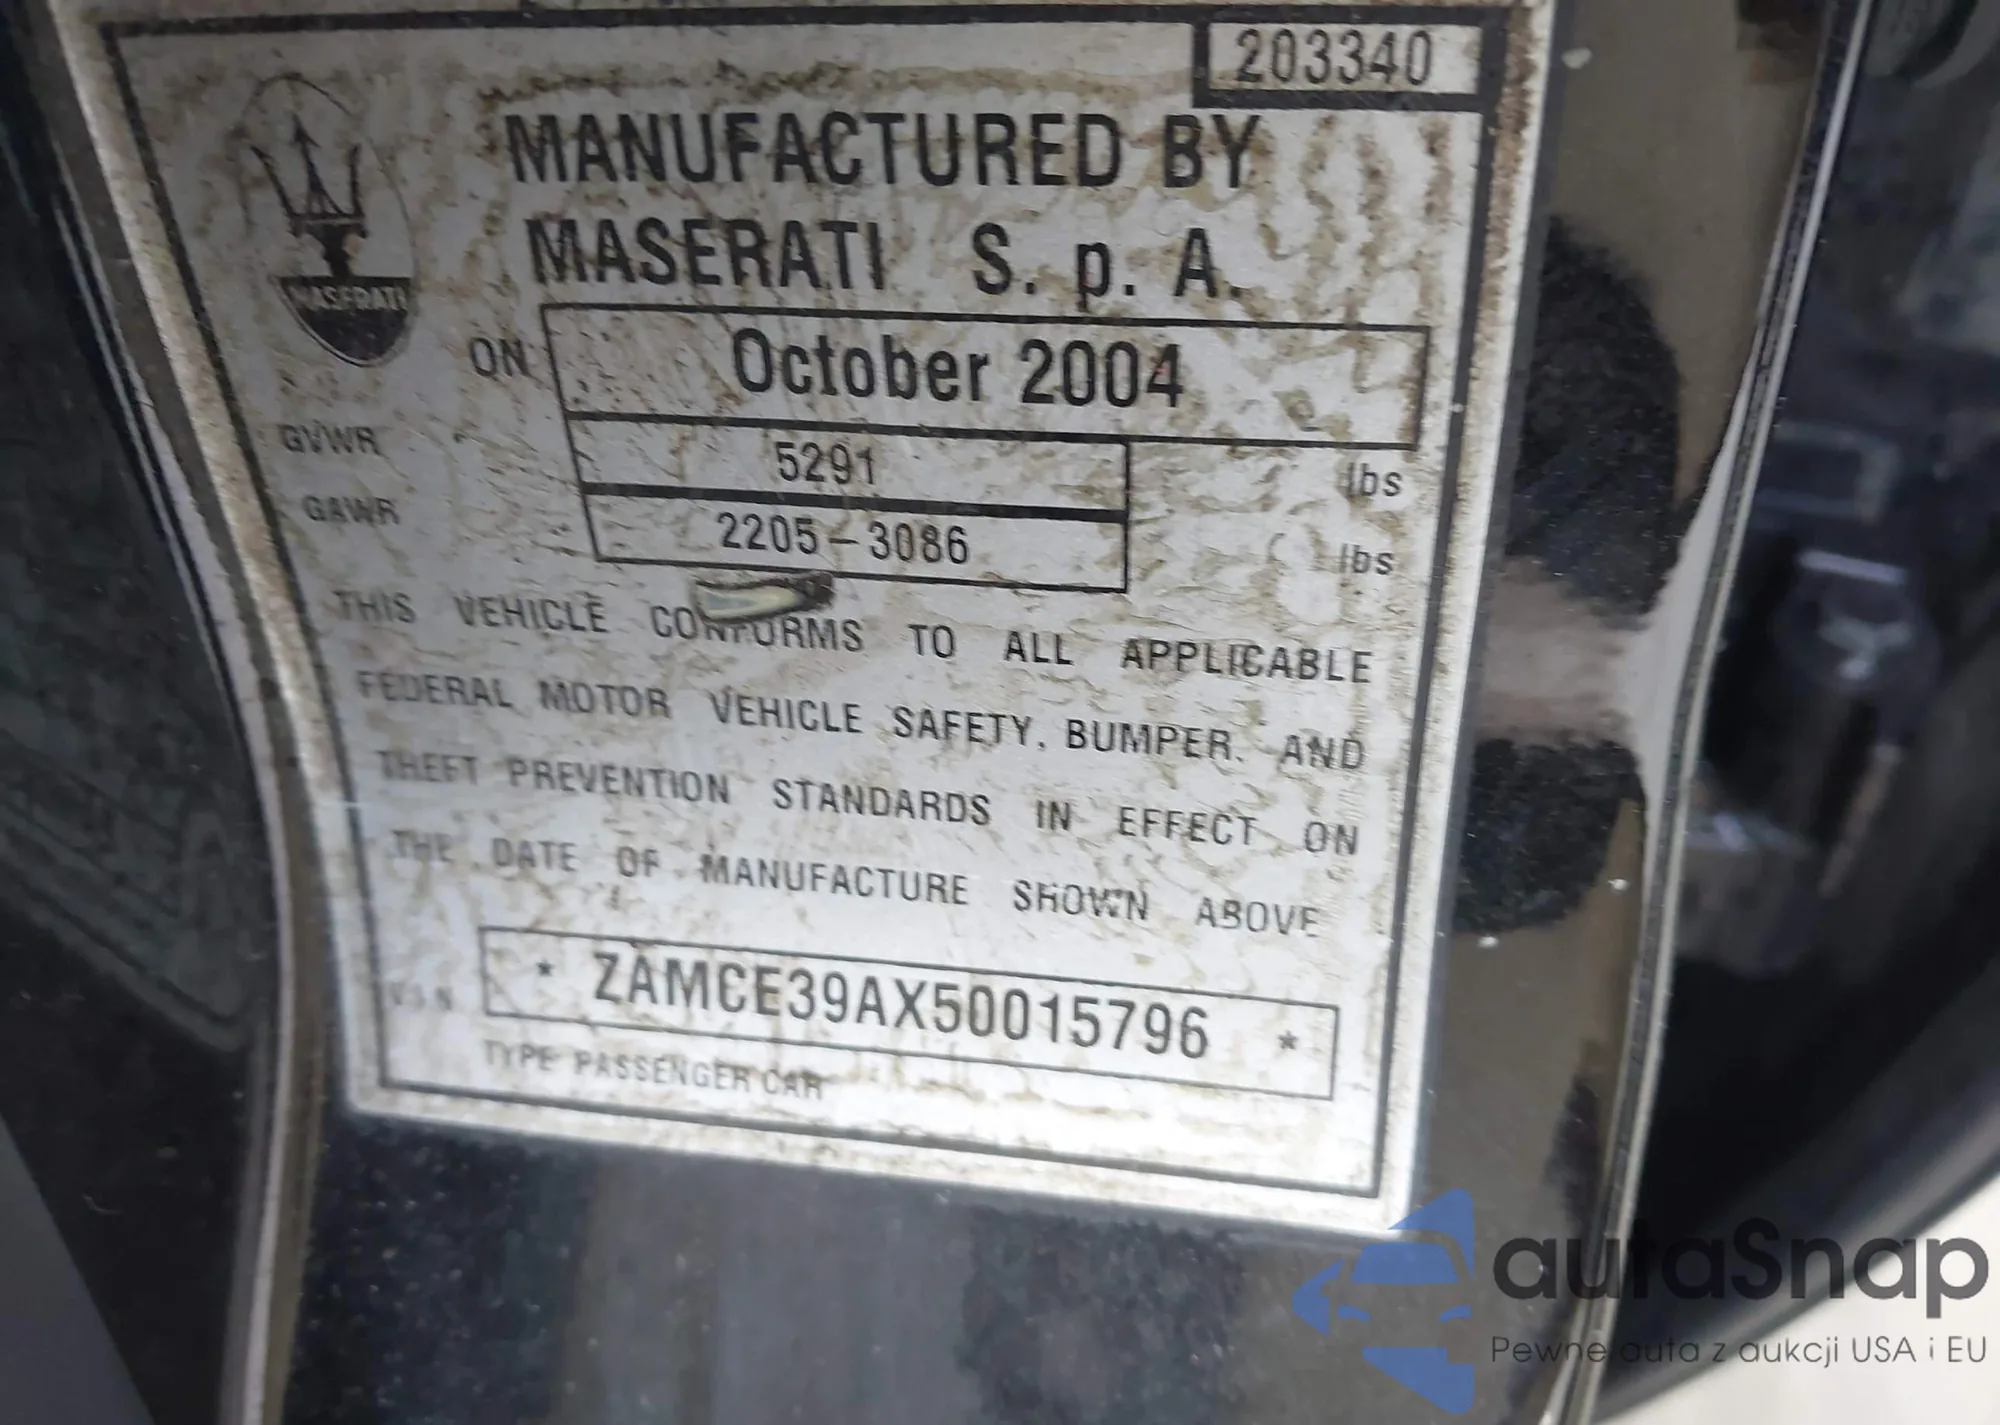 203340
MANUFACTURED BY
MASERATI S. p. A.
MASERATI
ON October 2004
GVWR 5291 lbs
GAWR 2205-3086 lbs
THIS VEHICLE CONFORMS TO ALL APPLICABLE
FEDERAL MOTOR VEHICLE SAFETY, BUMPER, AND
THEFT PREVENTION STANDARDS IN EFFECT ON
THE DATE OF MANUFACTURE SHOWN ABOVE
V.I.N. * ZAMCE39AX50015796 *
TYPE PASSENGER CAR
autaSnap
Pewne auta z aukcji USA i EU